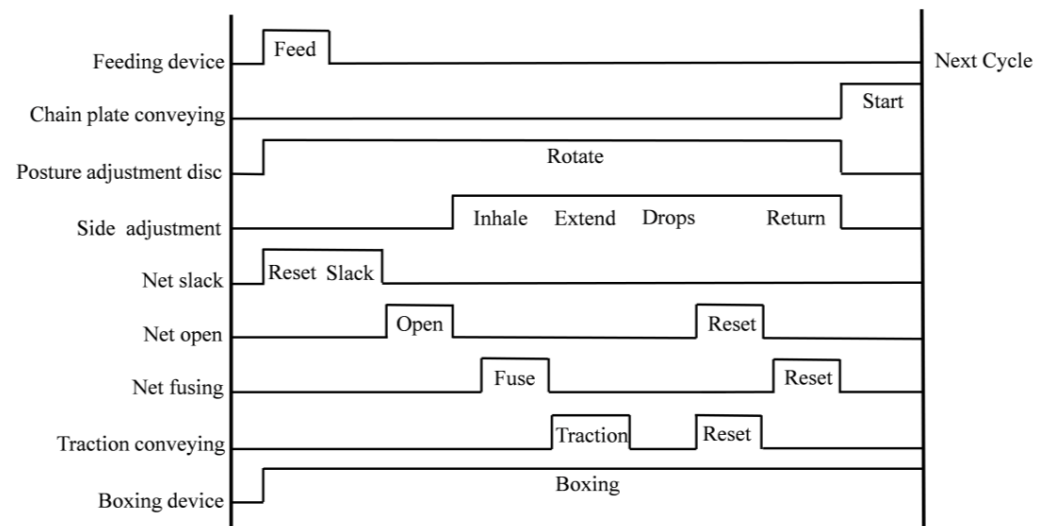 Feeding device Feed Next Cycle
Chain plate conveying Start
Posture adjustment disc Rotate
Side adjustment Inhale Extend Drops Return
Net slack Reset Slack
Net open Open Reset
Net fusing Fuse Reset
Traction conveying Traction Reset
Boxing device Boxing